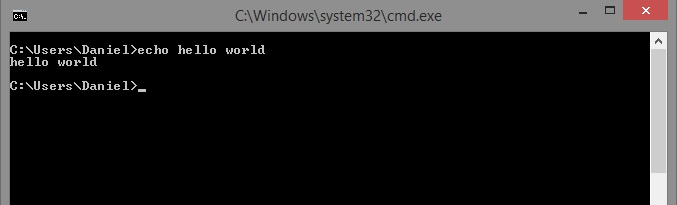 C:\Windows\system32\cmd.exe
C:\Users\Daniel>echo hello world
hello world
C:\Users\Daniel>_